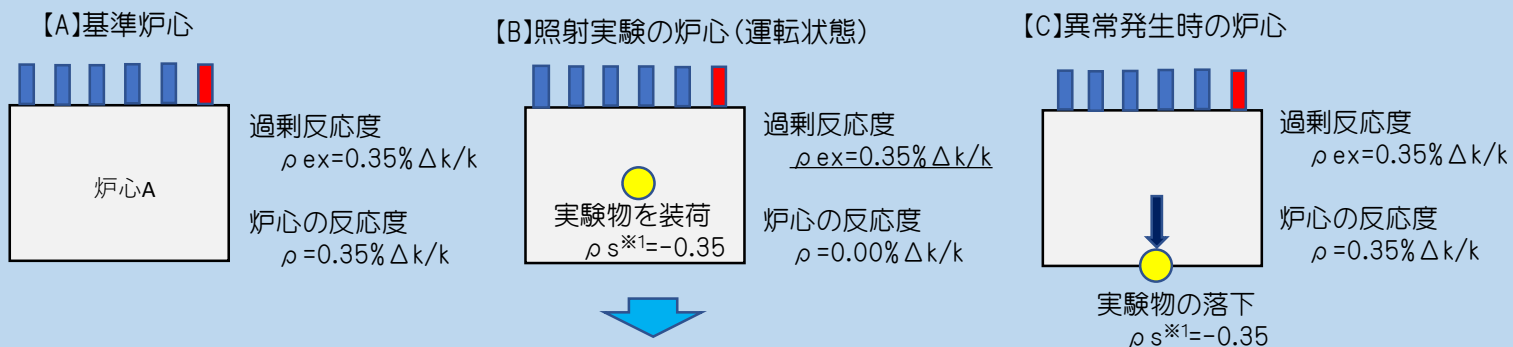 【A】基準炉心
過剰反応度
ρex=0.35%Δk/k
炉心A
炉心の反応度
ρ=0.35%Δk/k
【B】照射実験の炉心(運転状態)
過剰反応度
ρex=0.35%Δk/k
実験物を装荷
ρs※1=-0.35
炉心の反応度
ρ=0.00%Δk/k
【C】異常発生時の炉心
過剰反応度
ρex=0.35%Δk/k
炉心の反応度
ρ=0.35%Δk/k
実験物の落下
ρs※1=-0.35